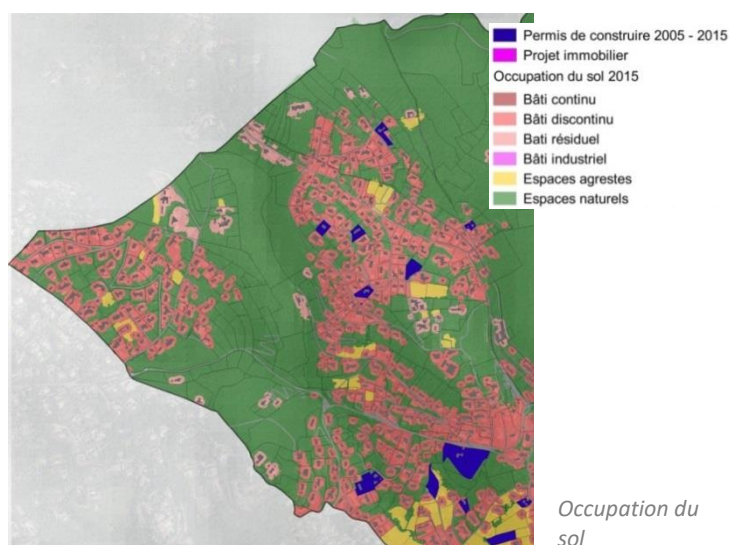 Permis de construire 2005 - 2015
Projet immobilier
Occupation du sol 2015
Bâti continu
Bâti discontinu
Bati résiduel
Bâti industriel
Espaces agrestes
Espaces naturels
Occupation du
sol